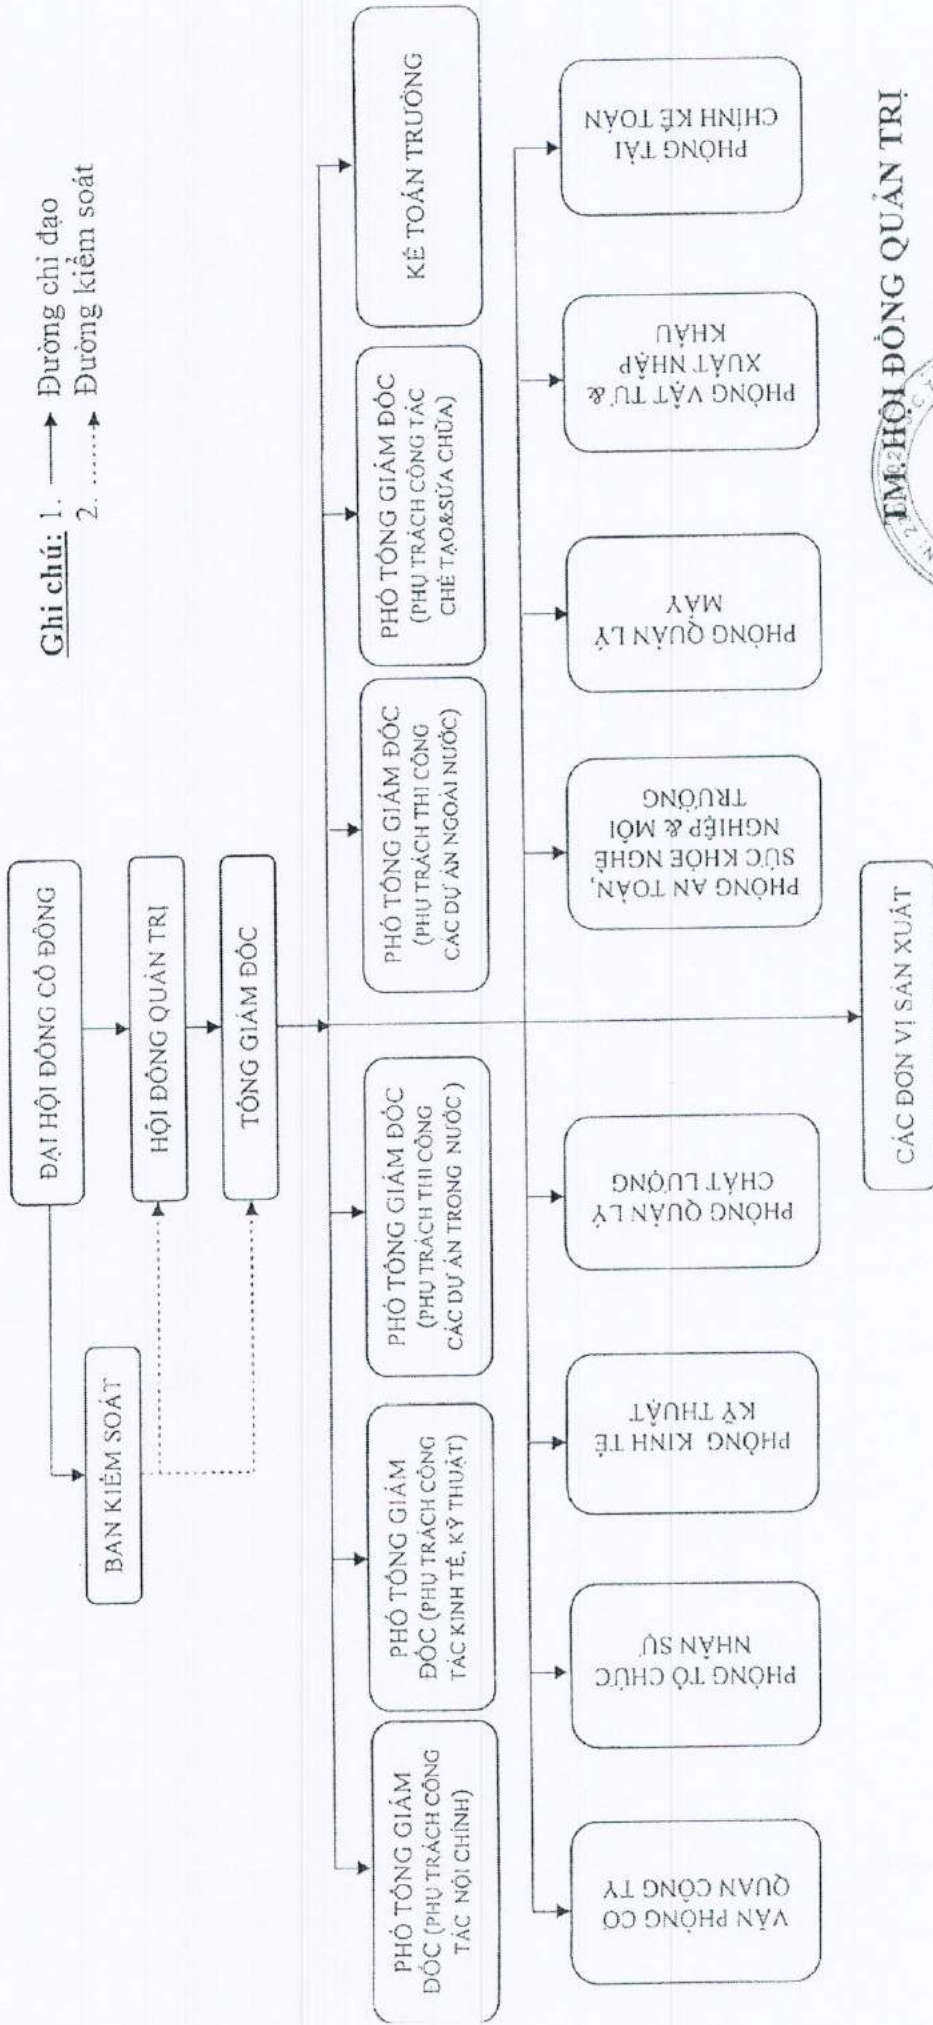 Ghi chú: 1. Đường chỉ đạo
2. Đường kiểm soát
ĐẠI HỘI ĐỒNG CỔ ĐÔNG
BAN KIỂM SOÁT
HỘI ĐỒNG QUẢN TRỊ
TỔNG GIÁM ĐỐC
PHÓ TỔNG GIÁM
ĐỐC (PHỤ TRÁCH CÔNG
TÁC NỘI CHÍNH)
PHÓ TỔNG GIÁM
ĐỐC (PHỤ TRÁCH CÔNG
TÁC KINH TẾ, KỸ THUẬT)
PHÓ TỔNG GIÁM ĐỐC
(PHỤ TRÁCH THI CÔNG
CÁC DỰ ÁN TRONG NƯỚC )
PHÓ TỔNG GIÁM ĐỐC
(PHỤ TRÁCH THI CÔNG
CÁC DỰ ÁN NGOÀI NƯỚC)
PHÓ TỔNG GIÁM ĐỐC
(PHỤ TRÁCH CÔNG TÁC
CHẾ TẠO&SỬA CHỮA)
KẾ TOÁN TRƯỞNG
VĂN PHÒNG CƠ
QUAN CÔNG TY
PHÒNG TỔ CHỨC
NHÂN SỰ
PHÒNG KINH TẾ
KỸ THUẬT
PHÒNG QUẢN LÝ
CHẤT LƯỢNG
PHÒNG AN TOÀN,
SỨC KHỎE NGHỀ
NGHIỆP & MÔI
TRƯỜNG
PHÒNG QUẢN LÝ
MÁY
PHÒNG VẬT TƯ &
XUẤT NHẬP
KHẨU
PHÒNG TÀI
CHÍNH KẾ TOÁN
CÁC ĐƠN VỊ SẢN XUẤT
TM. HỘI ĐỒNG QUẢN TRỊ